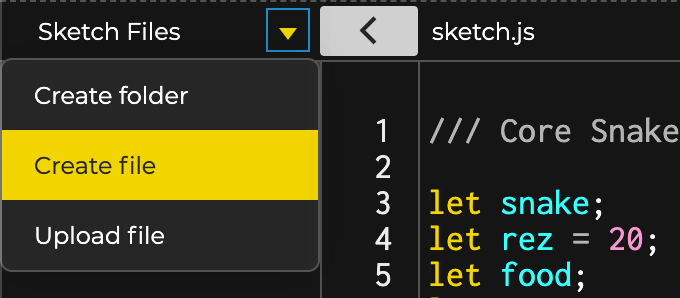 Sketch Files
sketch.js
Create folder
Create file
Upload file
1 /// Core Snake
2
3 let snake;
4 let rez = 20;
5 let food;